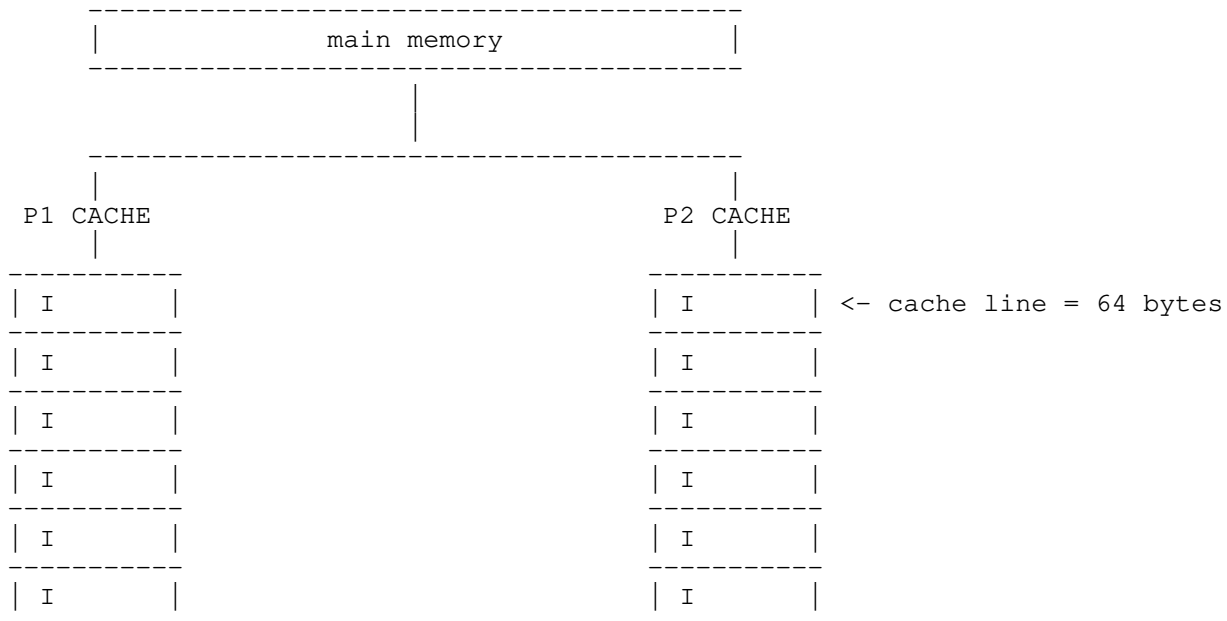 main memory
P1 CACHE P2 CACHE
I I <- cache line = 64 bytes
I I
I I
I I
I I
I I